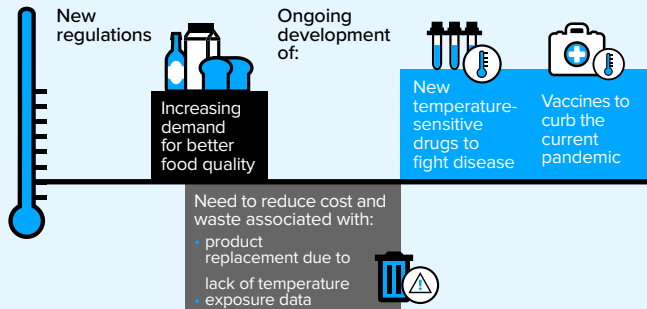 New
regulations
Increasing
demand
for better
food quality
Ongoing
development
of:
New
temperature-
sensitive
drugs to
fight disease
Vaccines to
curb the
current
pandemic
Need to reduce cost and
waste associated with:
• product
replacement due to
lack of temperature
• exposure data